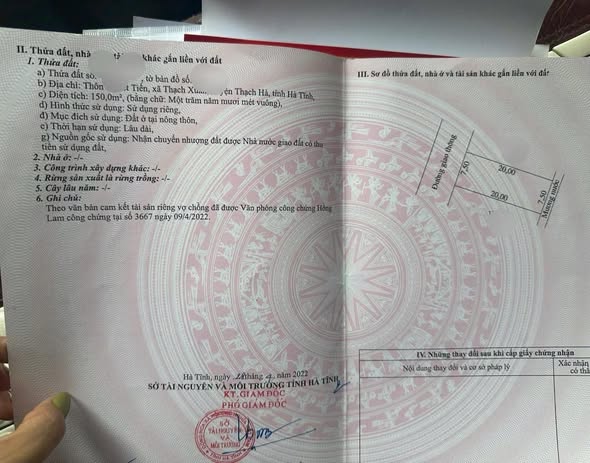 II. Thửa đất, nhà khác gắn liền với đất
1. Thửa đất:
a) Thửa đất số: , tờ bản đồ số.
b) Địa chỉ: Thôn Tiến, xã Thạch ện Thạch Hà, tỉnh Hà Tĩnh,
c) Diện tích: 150,0m², (bằng chữ: Một trăm năm mươi mét vuông),
d) Hình thức sử dụng: Sử dụng riêng,
đ) Mục đích sử dụng: Đất ở tại nông thôn,
e) Thời hạn sử dụng: Lâu dài,
g) Nguồn gốc sử dụng: Nhận chuyển nhượng đất được Nhà nước giao đất có thu
tiền sử dụng đất,
2. Nhà ở: -/-
3. Công trình xây dựng khác: -/-
4. Rừng sản xuất là rừng trồng: -/-
5. Cây lâu năm: -/-
6. Ghi chú:
Theo văn bản cam kết tài sản riêng vợ chồng đã được Văn phòng công chứng Hồng
Lam công chứng tại số 3667 ngày 09/4/2022.
Hà Tĩnh, ngày tháng 4 năm 2022
SỞ TÀI NGUYÊN VÀ MÔI TRƯỜNG TỈNH HÀ TĨNH
KT.GIÁM ĐỐC
PHÓ GIÁM ĐỐC
SỞ
TÀI NGUYÊN
VÀ
MÔI TRƯỜNG
III. Sơ đồ thửa đất, nhà ở và tài sản khác gắn liền với đất
Đường giao thông
7,50
20,00
20,00
7,50
Mương nước
IV. Những thay đổi sau khi cấp giấy chứng nhận
Nội dung thay đổi và cơ sở pháp lý
Xác nhận
có thẩ